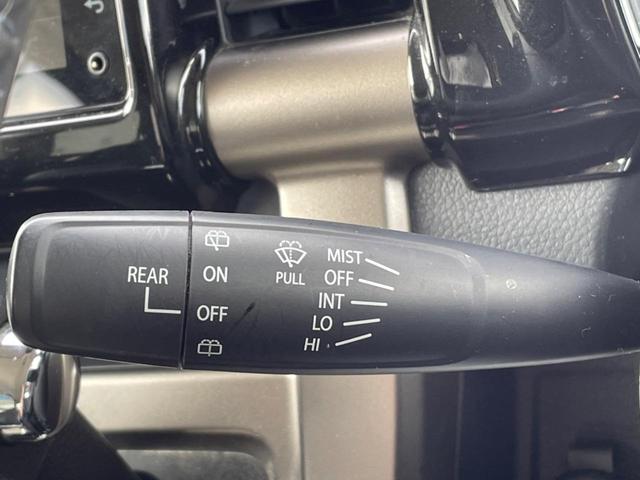 REAR
ON
OFF
PULL
MIST
OFF
INT
LO
HI